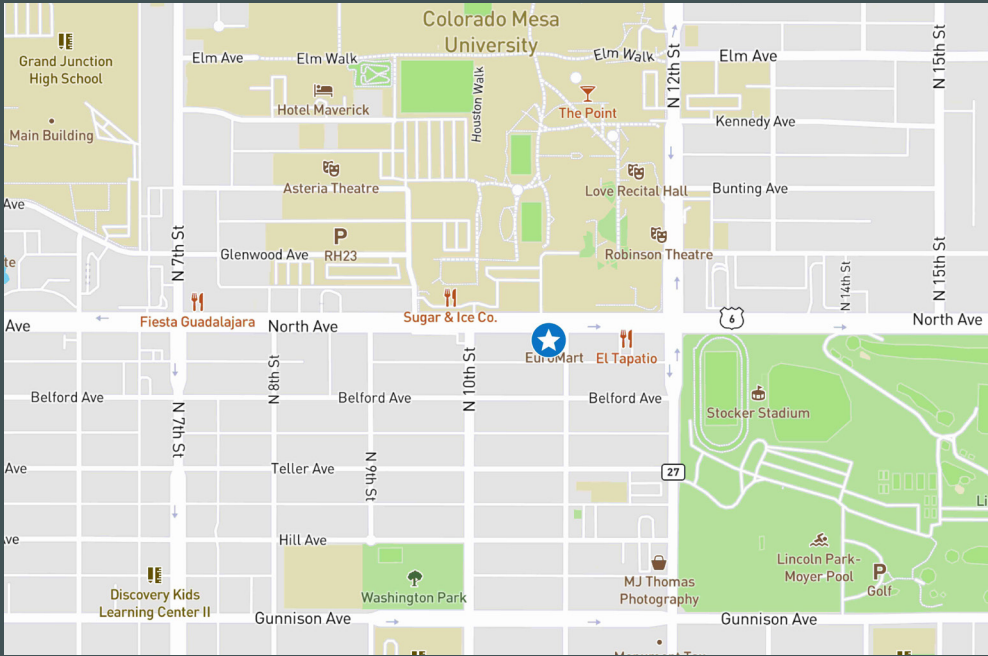 Colorado Mesa
University
Grand Junction
High School
Elm Ave
Elm Walk
Elm Walk
Elm Ave
N 12th St
N 15th St
Houston Walk
Hotel Maverick
The Point
Main Building
Kennedy Ave
Asteria Theatre
Love Recital Hall
Bunting Ave
Ave
N 7th St
Glenwood Ave
P
RH23
Robinson Theatre
te
N 14th St
N 15th St
Fiesta Guadalajara
Sugar & Ice Co.
Ave
North Ave
6
North Ave
EuroMart
El Tapatio
N 8th St
N 10th St
Belford Ave
Belford Ave
Belford Ave
Stocker Stadium
N 7th St
N 9th St
Ave
Teller Ave
27
Li
ve
Hill Ave
Lincoln Park-
Moyer Pool
P
Golf
Discovery Kids
Learning Center II
Washington Park
MJ Thomas
Photography
Gunnison Ave
Gunnison Ave